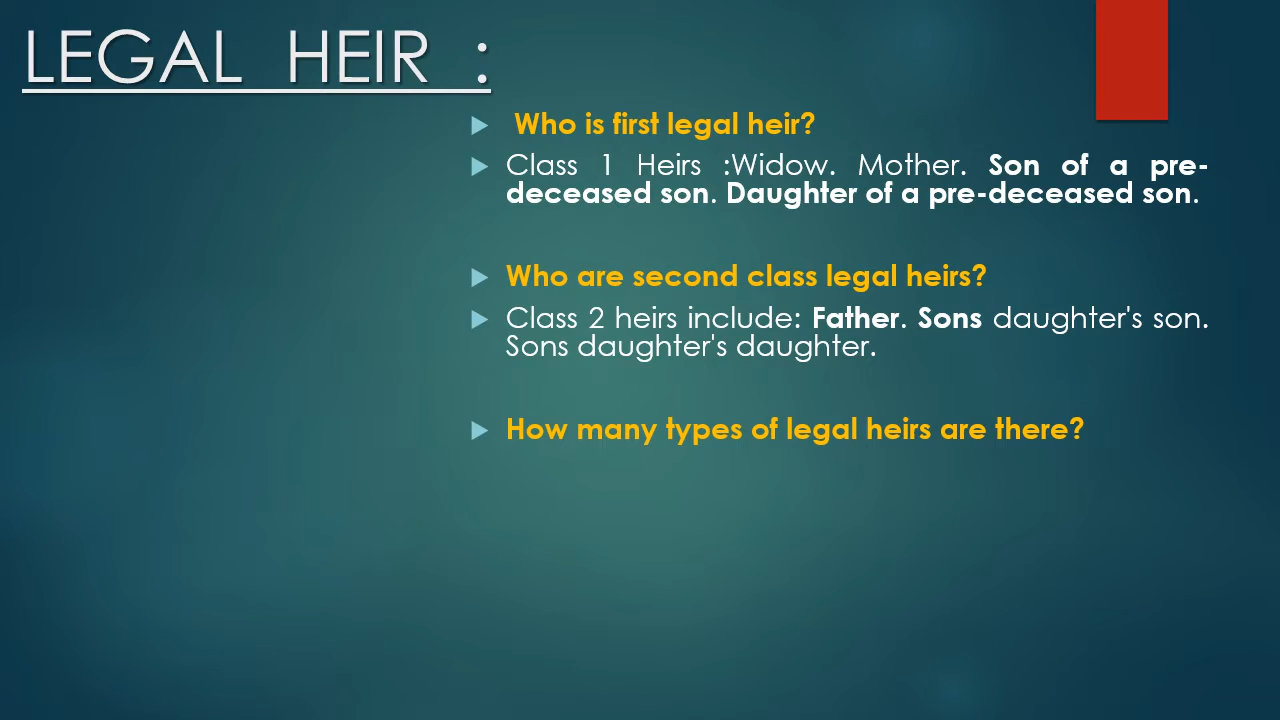 LEGAL HEIR :
Who is first legal heir?
Class 1 Heirs :Widow. Mother. Son of a pre-
deceased son. Daughter of a pre-deceased son.
Who are second class legal heirs?
Class 2 heirs include: Father. Sons daughter's son.
Sons daughter's daughter.
How many types of legal heirs are there?